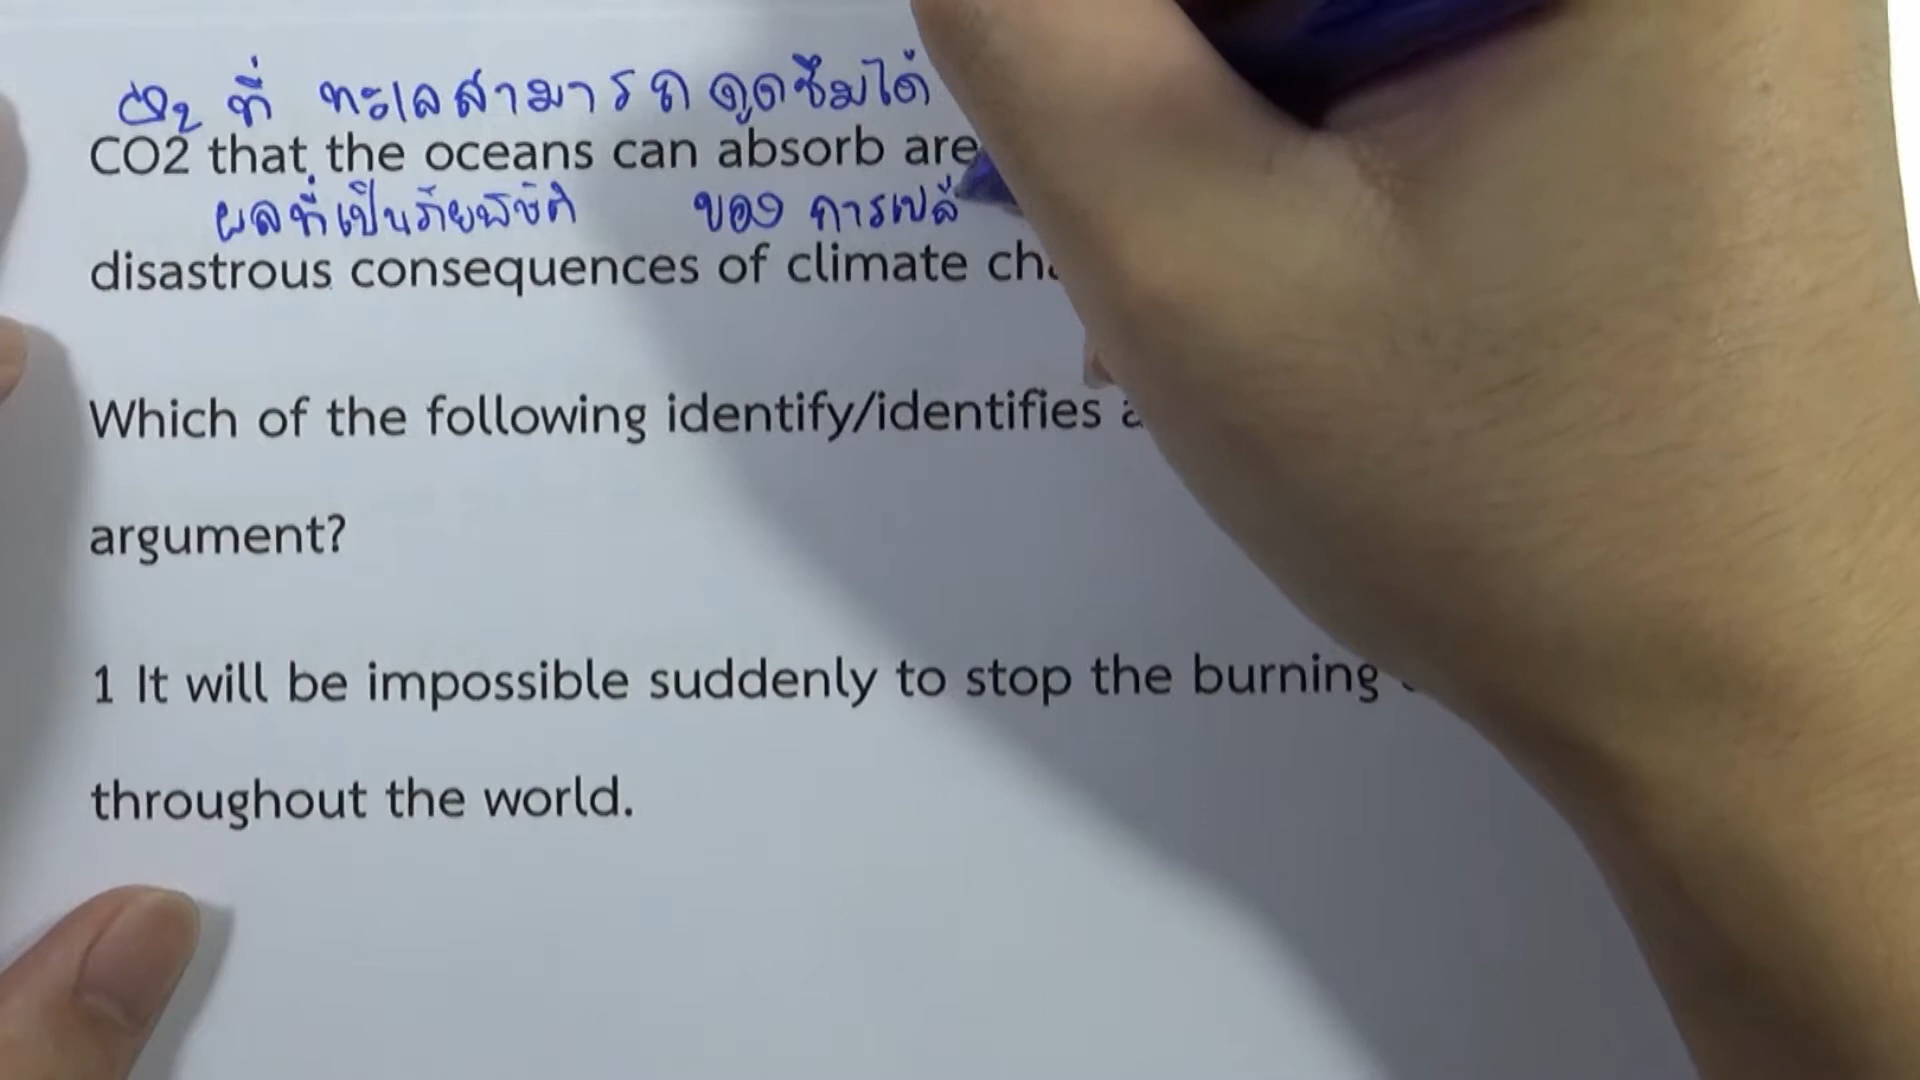 CO2 ที่ ทะเลสามารถดูดซึมได้
CO2 that the oceans can absorb are
ผลที่เป็นภัยพิบัติ ของ การเปลี่
disastrous consequences of climate
Which of the following identify/identifies
argument?
1 It will be impossible suddenly to stop the burning
throughout the world.